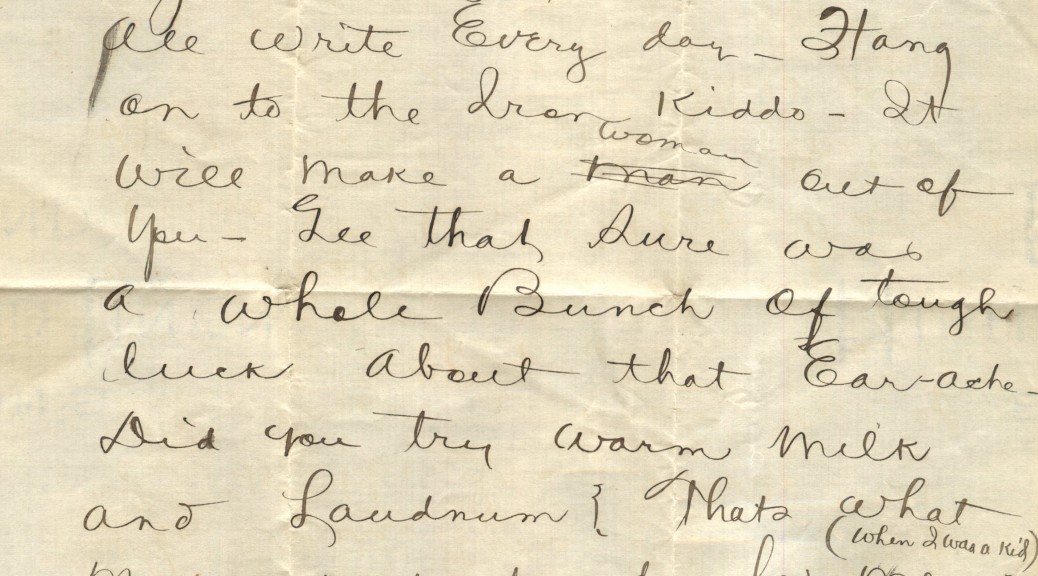 Ile write Every day - Hang
on to the Iron Kiddo - It
woman
will make a ~~man~~ out of
you - Gee that sure was
a whole Bunch of tough
luck About that Ear-ache -
Did you try warm Milk
and Laudnum { Thats what
(when I was a Kid)